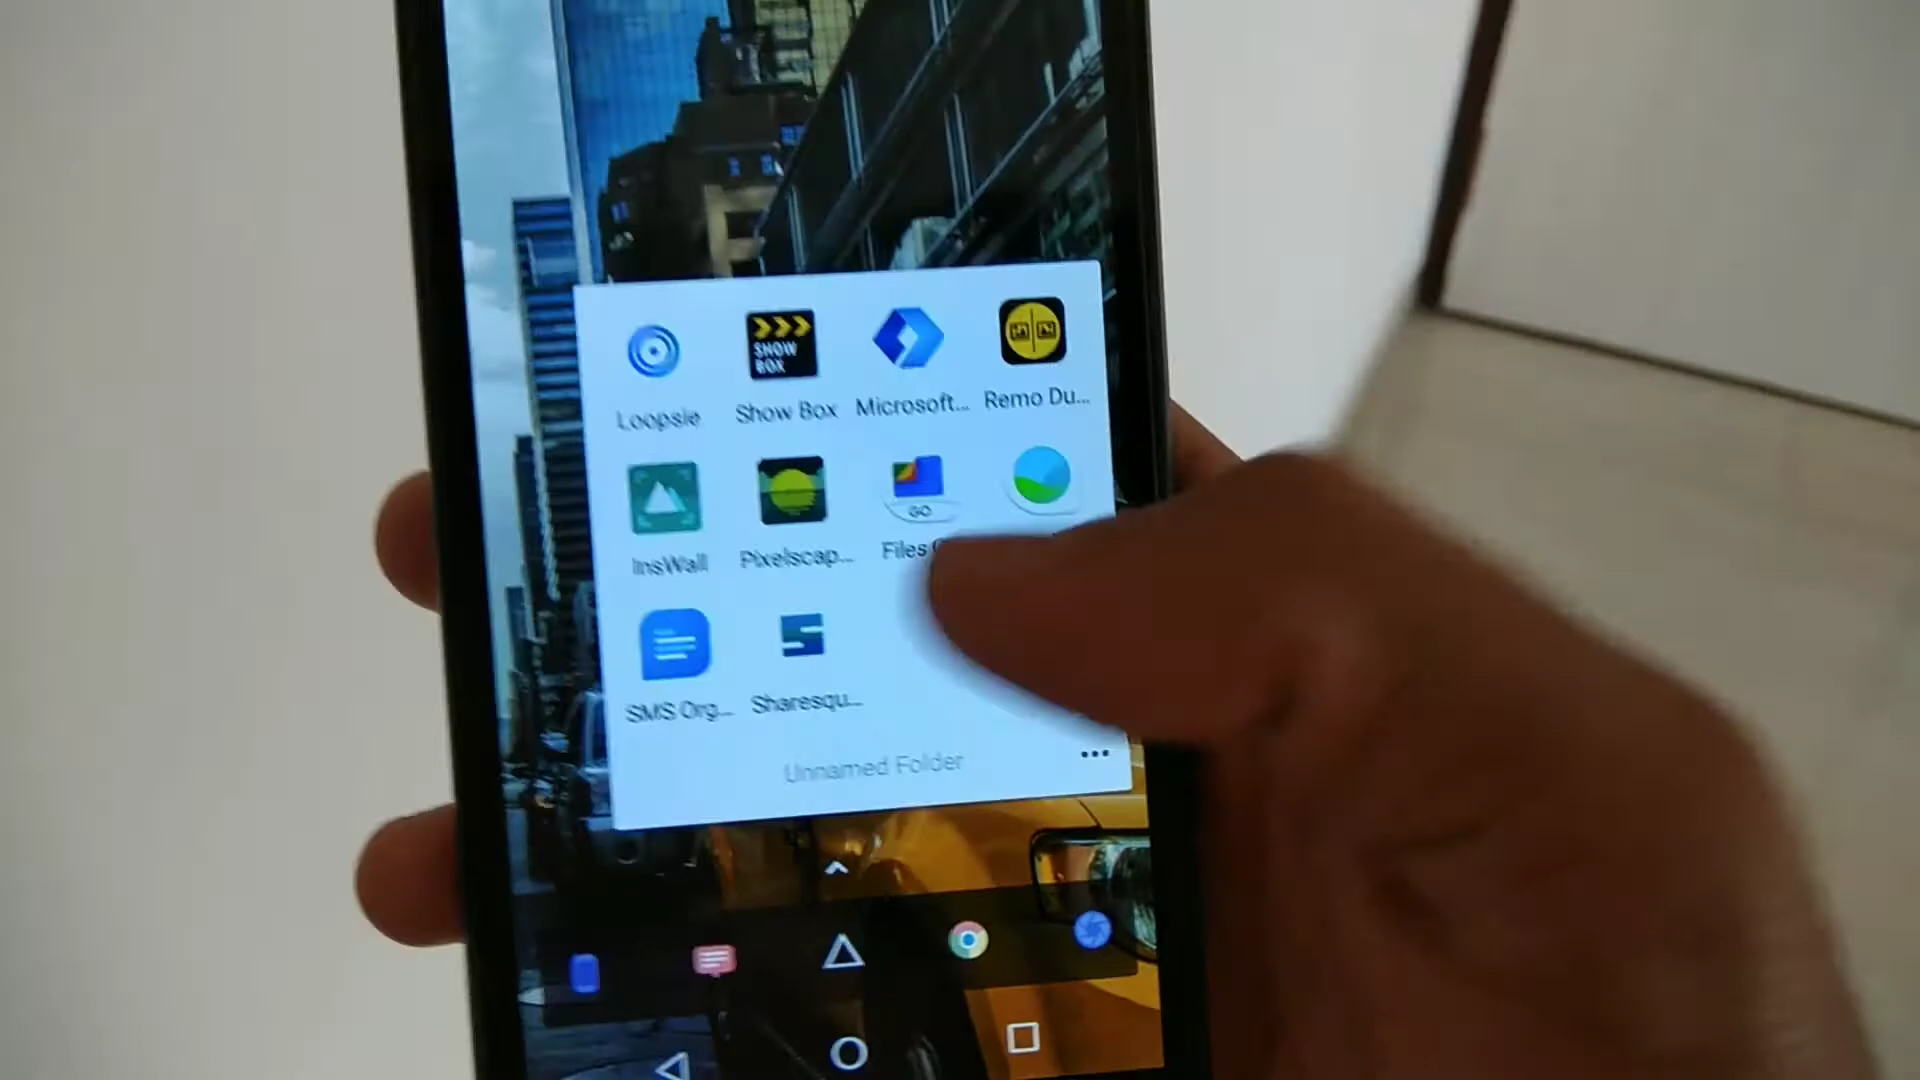 SHOW
BOX
Loopsie
Show Box
Microsoft...
Remo Du...
GO
InsWall
Pixelscap...
Files
SMS Org...
Sharesqu...
Unnamed Folder